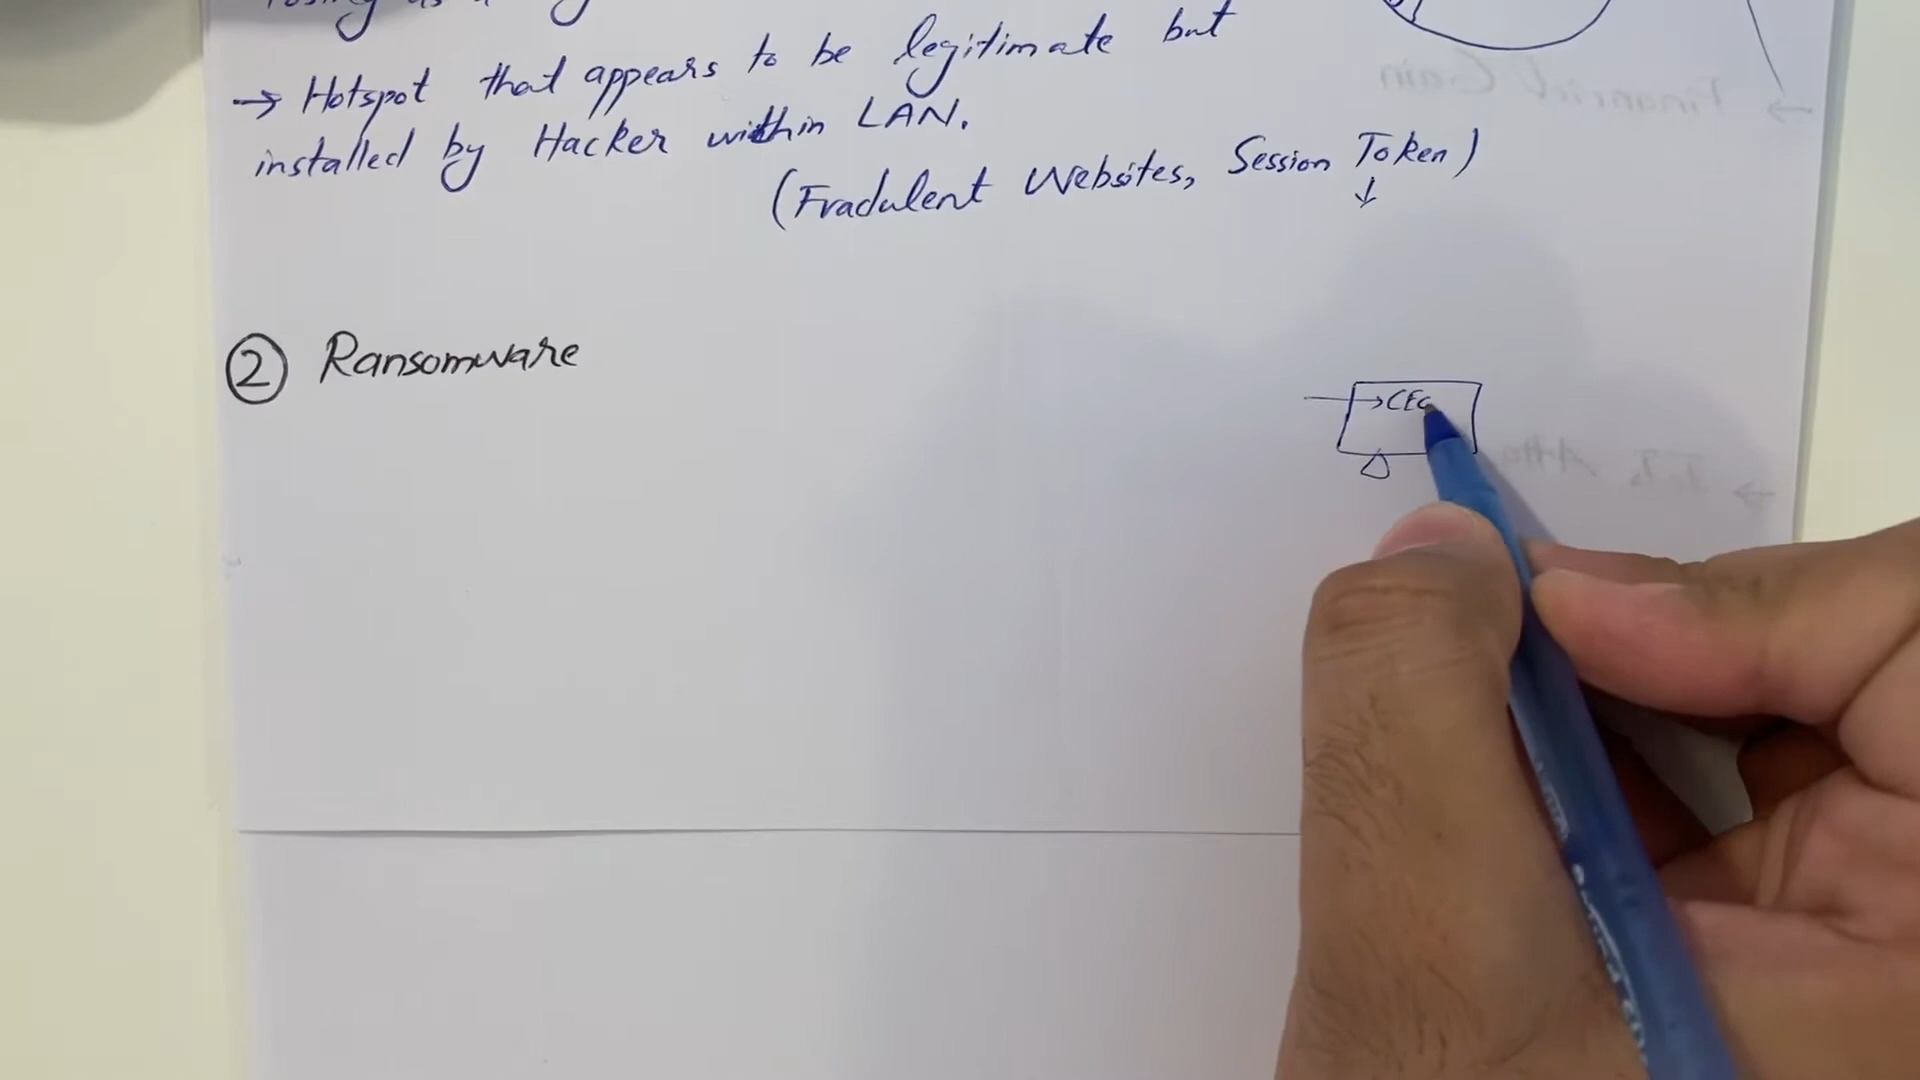 → Hotspot that appears to be legitimate but
installed by Hacker within LAN.
(Fradulent Websites, Session Token)
↓
② Ransomware
→ CEO